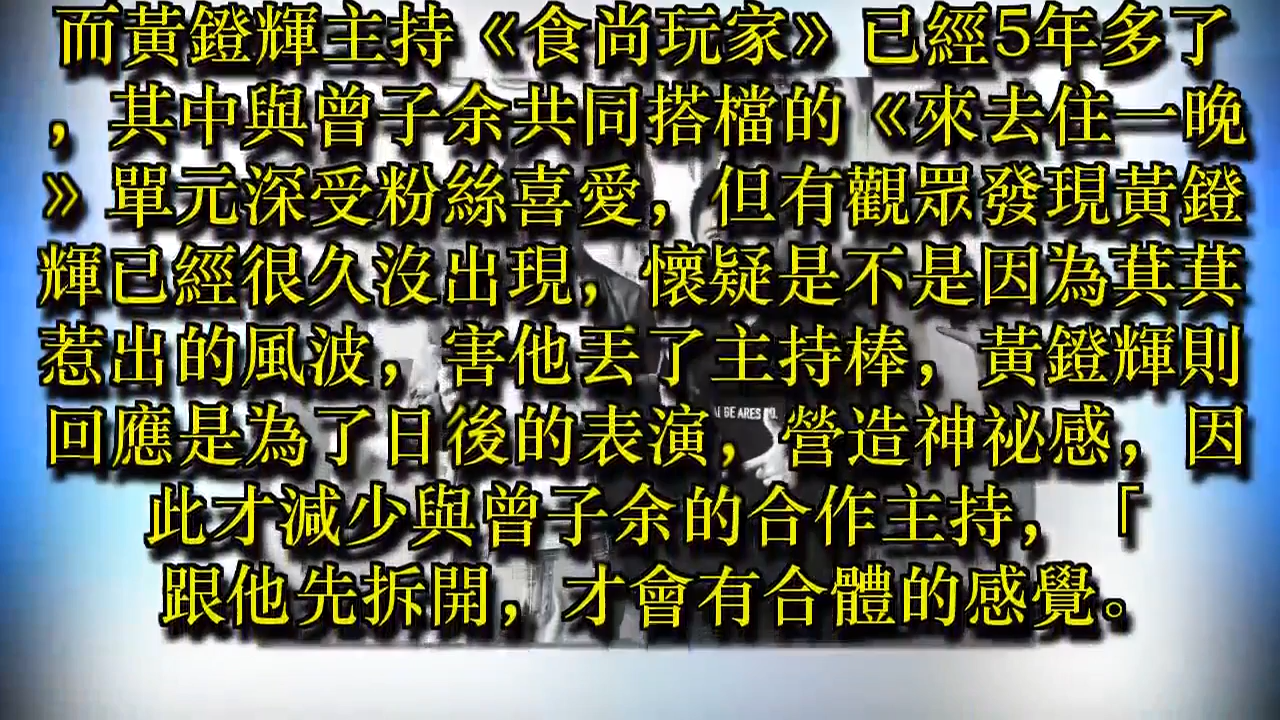 而黃鐙輝主持《食尚玩家》已經5年多了
，其中與曾子余共同搭檔的《來去住一晚
》單元深受粉絲喜愛，但有觀眾發現黃鐙
輝已經很久沒出現，懷疑是不是因為萁萁
惹出的風波，害他丟了主持棒，黃鐙輝則
回應是為了日後的表演，營造神祕感，因
此才減少與曾子余的合作主持，「
跟他先拆開，才會有合體的感覺。